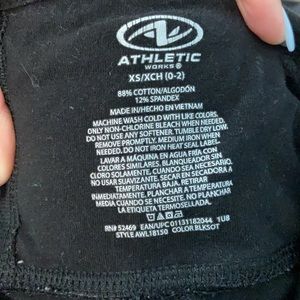 ATHLETIC
WORKS®
XS/XCH (0-2)
88% COTTON/ALGODÓN
12% SPANDEX
MADE IN/HECHO EN VIETNAM
MACHINE WASH COLD WITH LIKE COLORS.
ONLY NON-CHLORINE BLEACH WHEN NEEDED.
DO NOT USE ANY SOFTENER. TUMBLE DRY LOW.
REMOVE PROMPTLY. MEDIUM IRON WHEN
NEEDED. DO NOT IRON HEAT SEAL LABEL.
LAVAR A MÁQUINA EN AGUA FRÍA CON
COLORES SIMILARES. BLANQUEADOR SIN
CLORO SOLAMENTE, CUANDO SEA NECESARIO.
NO USAR SUAVIZANTE. SECAR EN SECADORA A
TEMPERATURA BAJA. RETIRAR
INMEDIATAMENTE. PLANCHAR A TEMPERATURA
MEDIA CUANDO SEA NECESARIO. NO PLANCHAR
LA ETIQUETA TERMOSELLADA.
RN# 52469 EAN/UPC 01131182044 1UB
STYLE AWL18150 COLOR BLKSOT